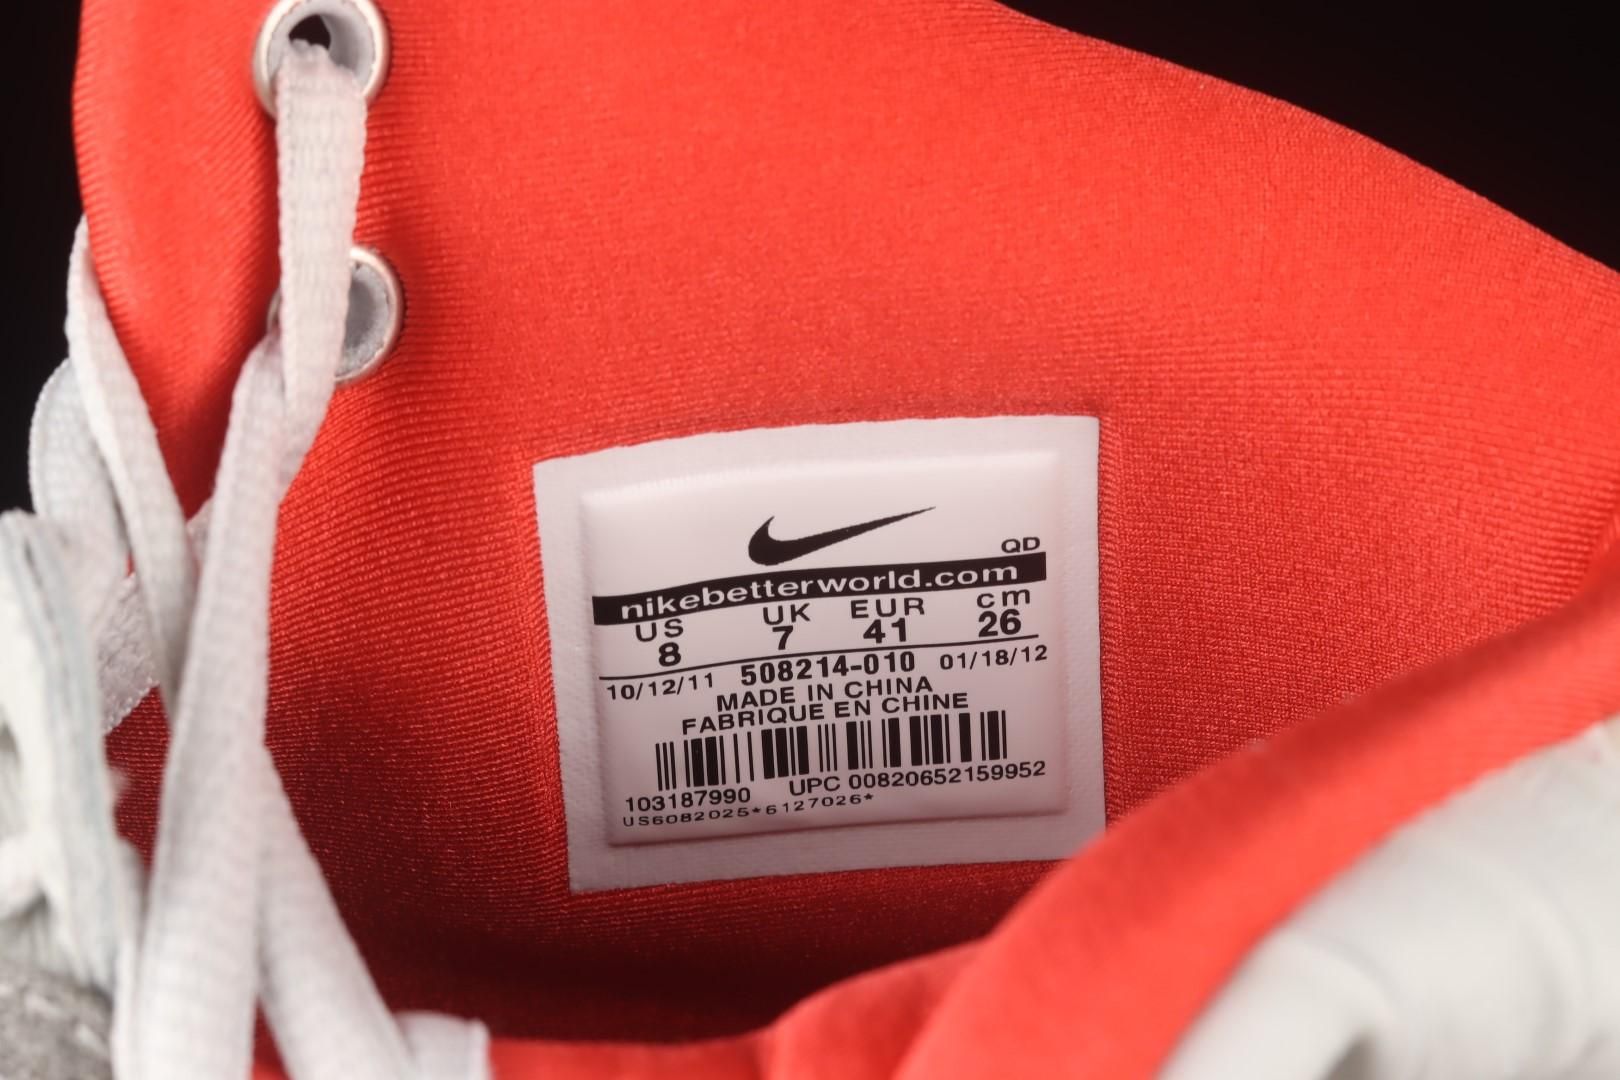 QD
nikebetterworld.com
US UK EUR cm
8 7 41 26
10/12/11 508214-010 01/18/12
MADE IN CHINA
FABRIQUE EN CHINE
103187990 UPC 00820652159952
US6082025*6127026*